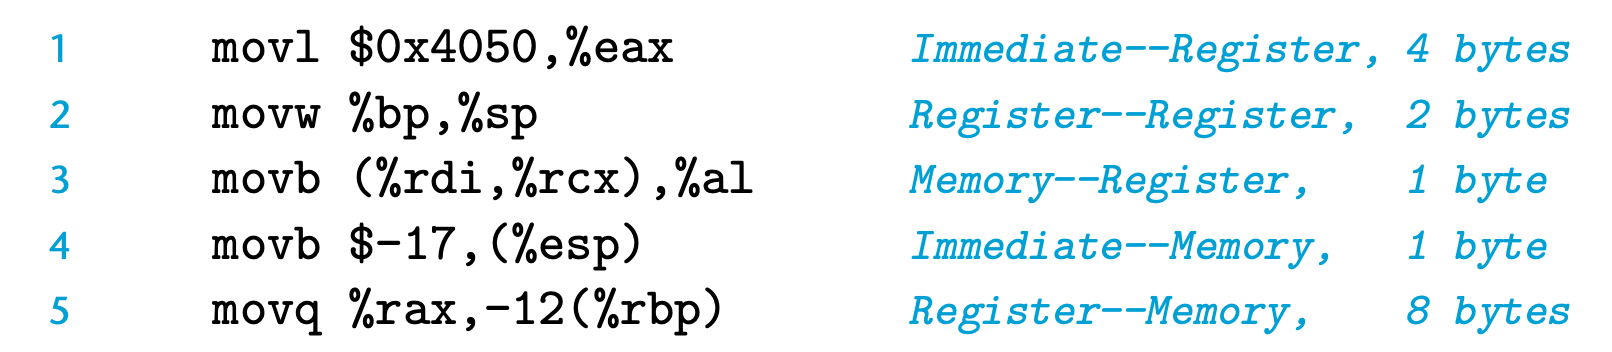 1 movl $0x4050,%eax Immediate--Register, 4 bytes
2 movw %bp,%sp Register--Register, 2 bytes
3 movb (%rdi,%rcx),%al Memory--Register, 1 byte
4 movb $-17,(%esp) Immediate--Memory, 1 byte
5 movq %rax,-12(%rbp) Register--Memory, 8 bytes